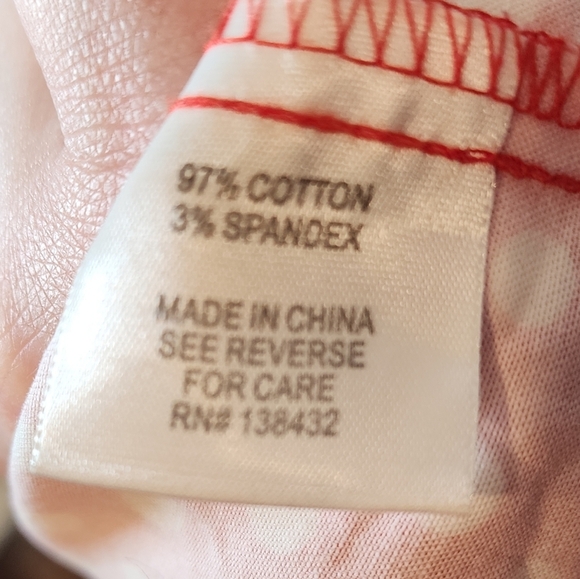 97% COTTON
3% SPANDEX
MADE IN CHINA
SEE REVERSE
FOR CARE
RN# 138432